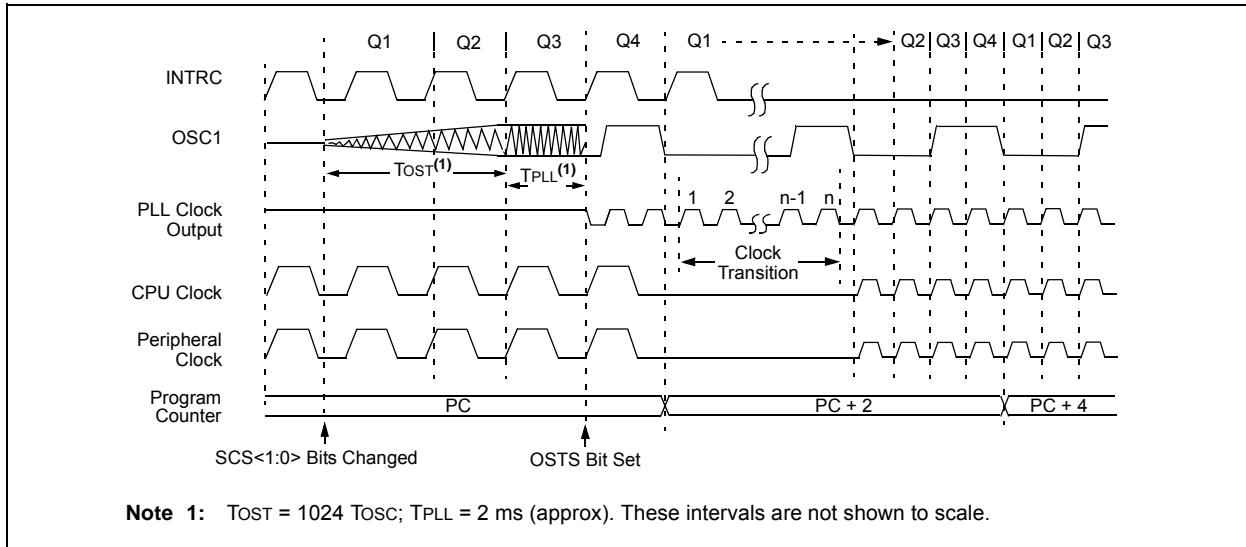 Q1 Q2 Q3 Q4 Q1 Q2 Q3 Q4 Q1 Q2 Q3
INTRC
OSC1
TOST(1) TPLL(1)
1 2 n-1 n
PLL Clock
Output
Clock
Transition
CPU Clock
Peripheral
Clock
Program
Counter
PC PC + 2 PC + 4
SCS<1:0> Bits Changed OSTS Bit Set
Note 1: TOST = 1024 TOSC; TPLL = 2 ms (approx). These intervals are not shown to scale.